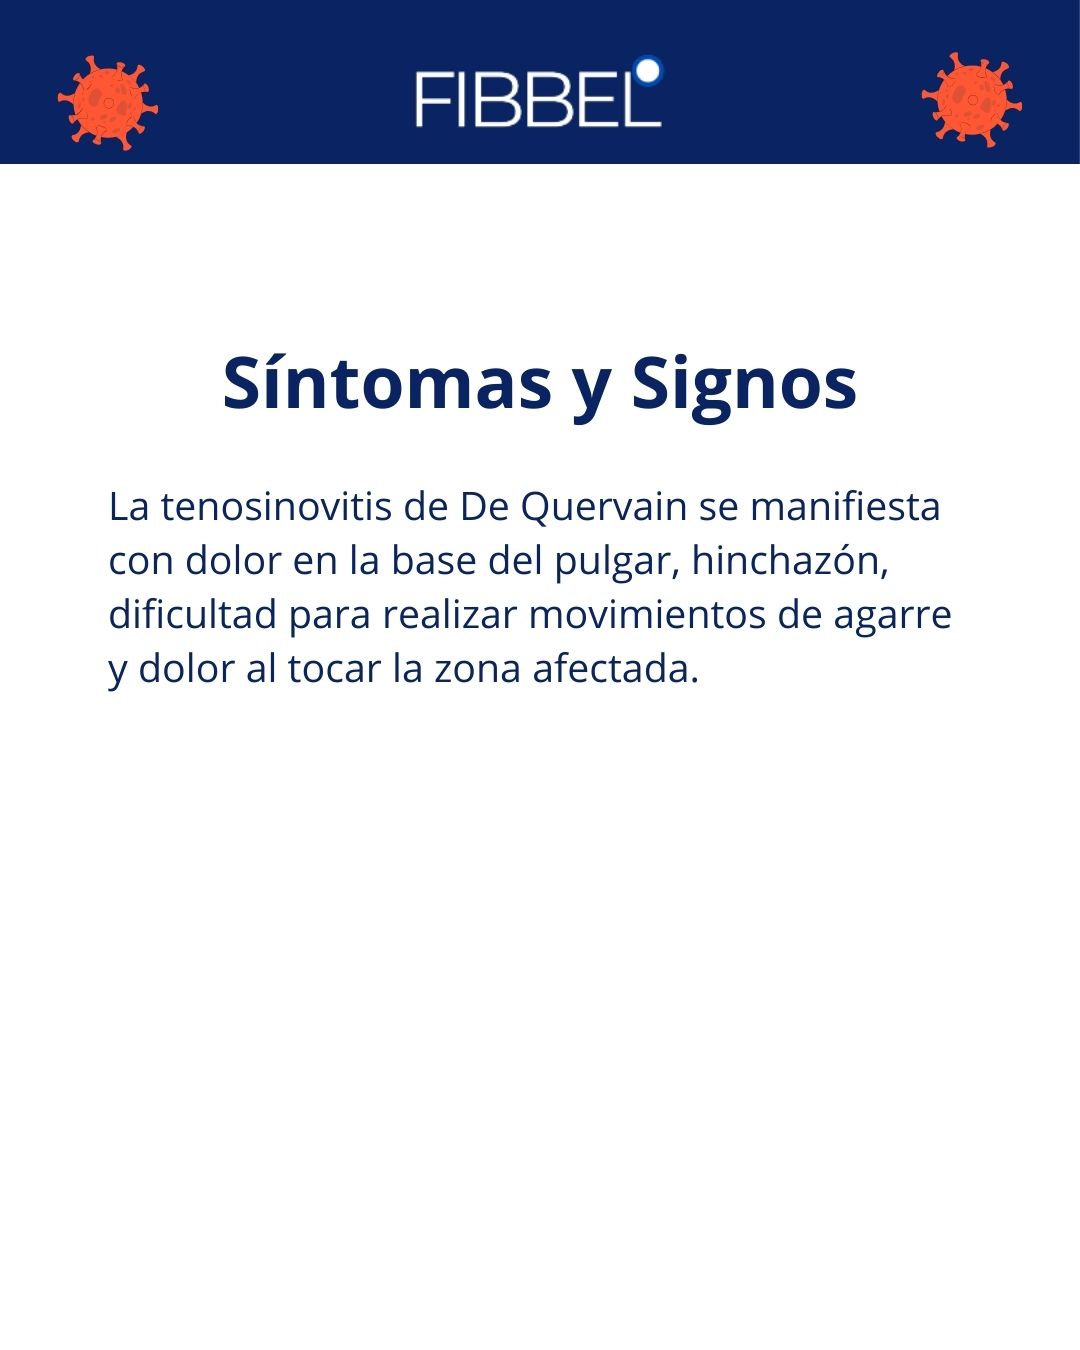 FIBBEL
Síntomas y Signos
La tenosinovitis de De Quervain se manifiesta
con dolor en la base del pulgar, hinchazón,
dificultad para realizar movimientos de agarre
y dolor al tocar la zona afectada.